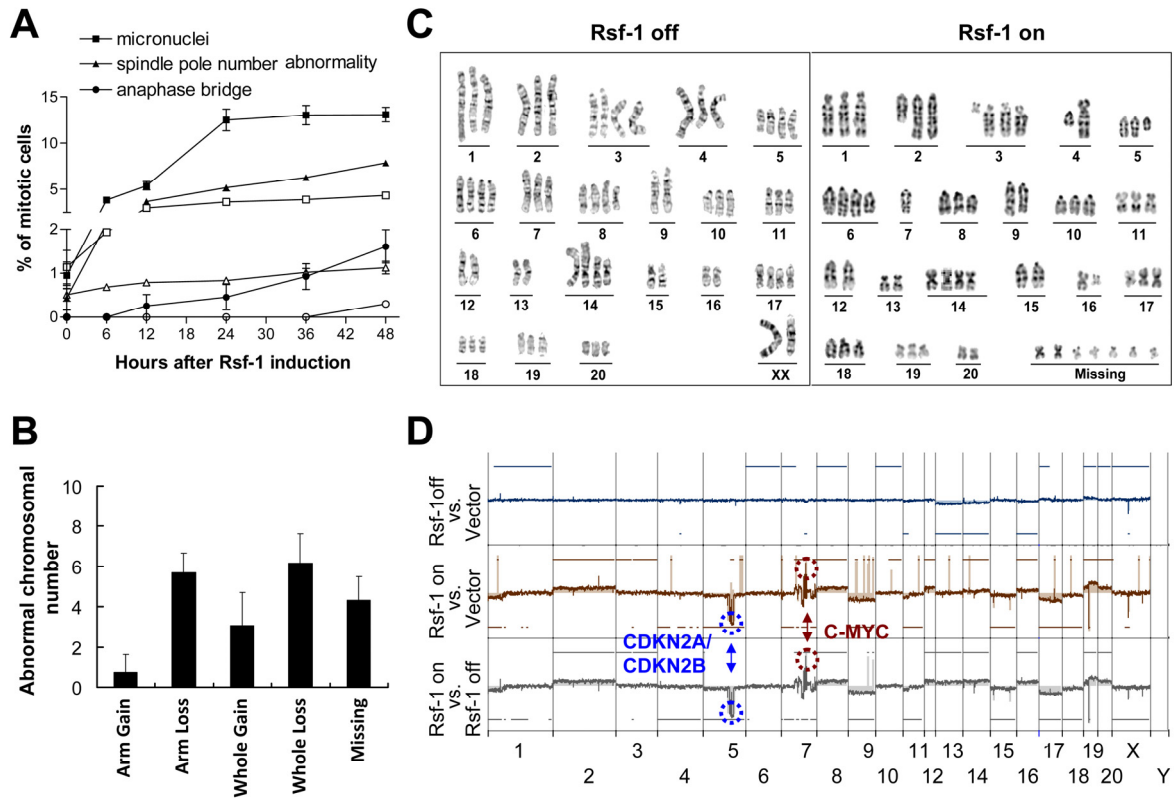 A
micronuclei
spindle pole number abnormality
anaphase bridge
% of mitotic cells
15
10
5
2
1
0
0 6 12 24 36 48
Hours after Rsf-1 induction
B
Abnormal chromosomal
number
10
8
6
4
2
0
Arm Gain
Arm Loss
Whole Gain
Whole Loss
Missing
C
Rsf-1 off
1 2 3 4 5
6 7 8 9 10 11
12 13 14 15 16 17
18 19 20 XX
Rsf-1 on
1 2 3 4 5
6 7 8 9 10 11
12 13 14 15 16 17
18 19 20 Missing
D
Rsf-1off
vs.
Vector
Rsf-1 on
vs.
Vector
Rsf-1 on
vs.
Rsf-1 off
CDKN2A/
CDKN2B
C-MYC
1 3 5 7 9 11 13 15 17 19 X
2 4 6 8 10 12 14 16 18 20 Y